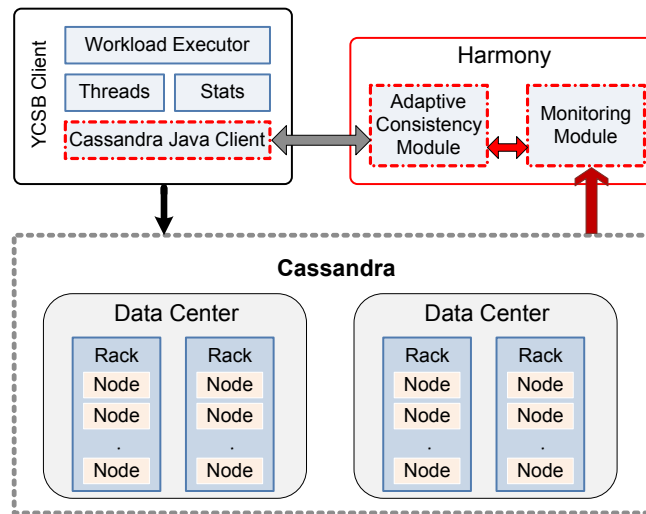 YCSB Client
Workload Executor
Threads
Stats
Cassandra Java Client
Harmony
Adaptive
Consistency
Module
Monitoring
Module
Cassandra
Data Center
Rack
Node
Node
.
Node
Rack
Node
Node
.
Node
Data Center
Rack
Node
Node
.
Node
Rack
Node
Node
.
Node